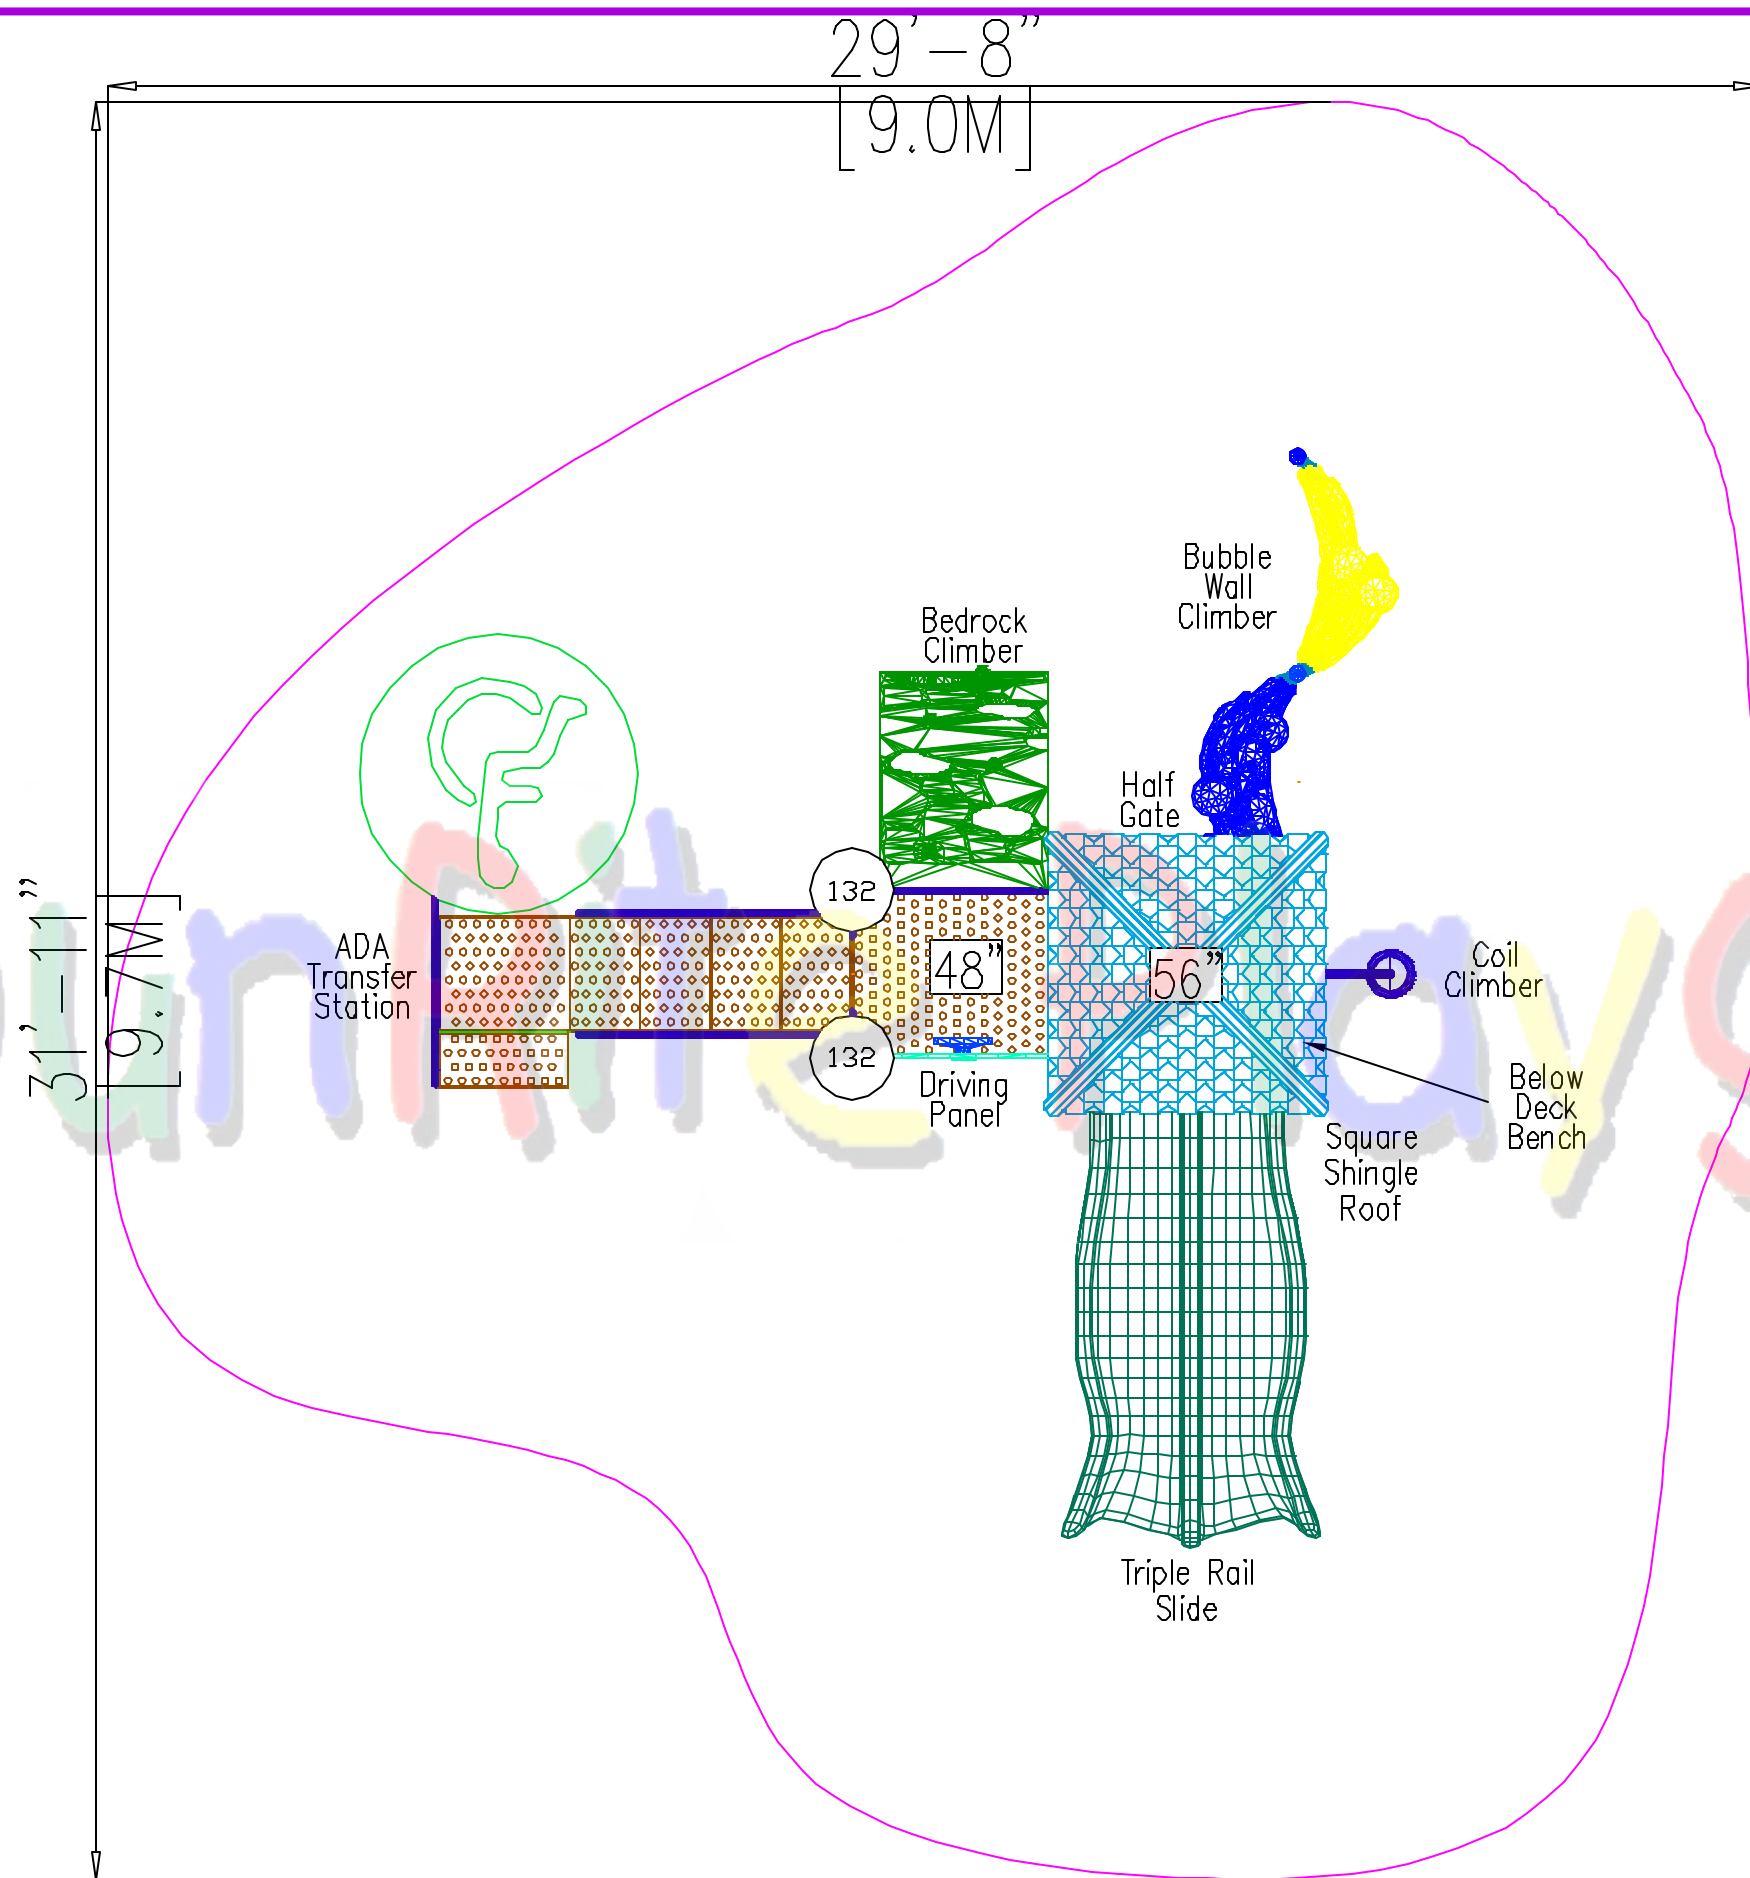 29'-8"
[9.0M]
31'-11"
[9.7M]
Bubble
Wall
Climber
Bedrock
Climber
Half
Gate
132
ADA
Transfer
Station
48"
56"
Coil
Climber
132
Driving
Panel
Below
Deck
Bench
Square
Shingle
Roof
Triple Rail
Slide